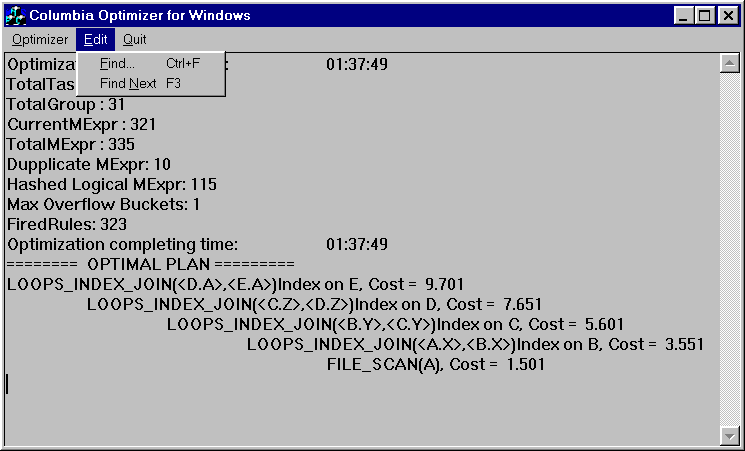 Columbia Optimizer for Windows
Optimizer Edit Quit
Find... Ctrl+F
Find Next F3
Optimiza : 01:37:49
TotalTas
TotalGroup : 31
CurrentMExpr : 321
TotalMExpr : 335
Dupplicate MExpr: 10
Hashed Logical MExpr: 115
Max Overflow Buckets: 1
FiredRules: 323
Optimization completing time: 01:37:49
======== OPTIMAL PLAN =========
LOOPS_INDEX_JOIN(<D.A>,<E.A>)Index on E, Cost = 9.701
LOOPS_INDEX_JOIN(<C.Z>,<D.Z>)Index on D, Cost = 7.651
LOOPS_INDEX_JOIN(<B.Y>,<C.Y>)Index on C, Cost = 5.601
LOOPS_INDEX_JOIN(<A.X>,<B.X>)Index on B, Cost = 3.551
FILE_SCAN(A), Cost = 1.501